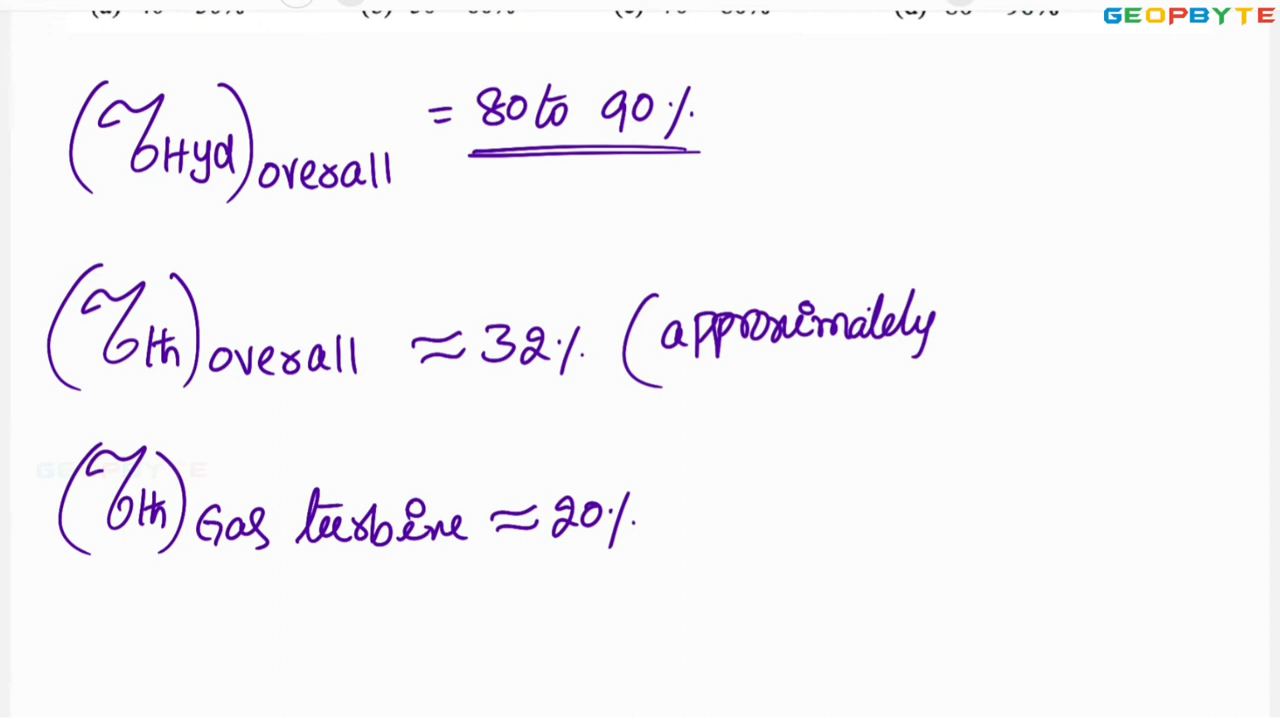 GEOPBYTE
(ηHyd)overall = 80 to 90%
(ηth)overall ≈ 32% (approximately
(ηth)Gas turbine ≈ 20%